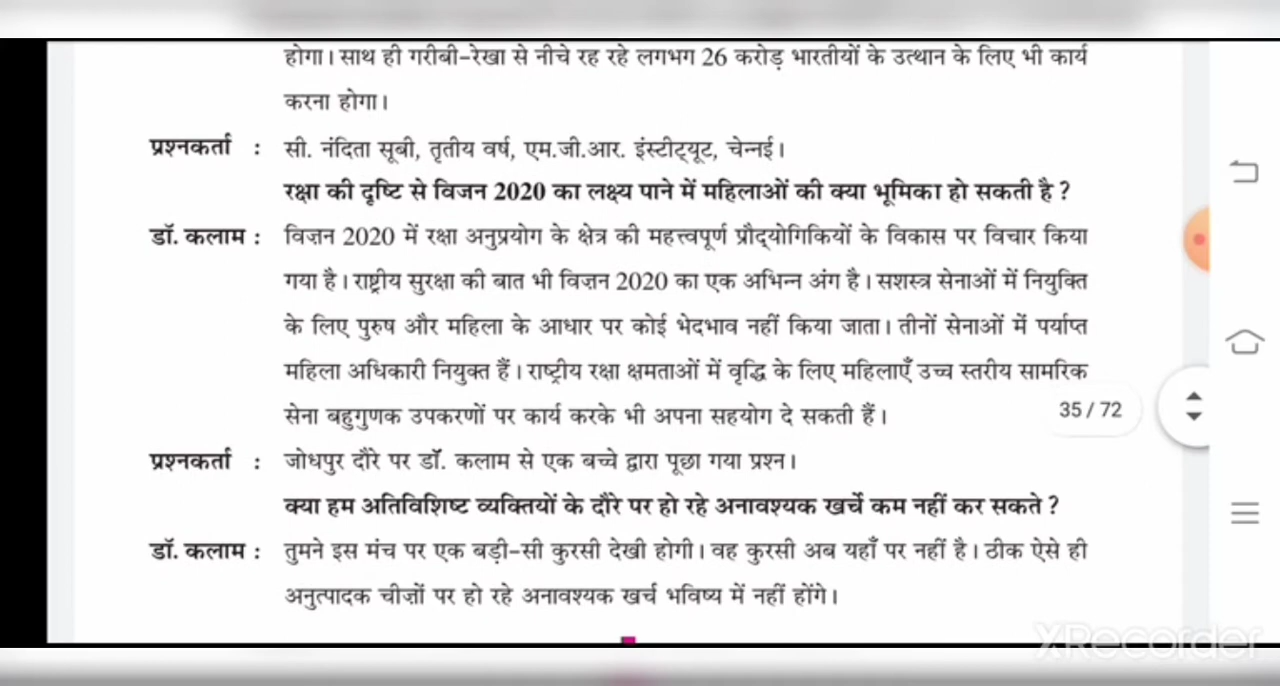 होगा। साथ ही गरीबी-रेखा से नीचे रह रहे लगभग 26 करोड़ भारतीयों के उत्थान के लिए भी कार्य
करना होगा।
प्रश्नकर्ता : सी. नंदिता सूबी, तृतीय वर्ष, एम.जी.आर. इंस्टीट्यूट, चेन्नई।
रक्षा की दृष्टि से विजन 2020 का लक्ष्य पाने में महिलाओं की क्या भूमिका हो सकती है ?
डॉ. कलाम : विज़न 2020 में रक्षा अनुप्रयोग के क्षेत्र की महत्त्वपूर्ण प्रौद्योगिकियों के विकास पर विचार किया
गया है। राष्ट्रीय सुरक्षा की बात भी विज़न 2020 का एक अभिन्न अंग है। सशस्त्र सेनाओं में नियुक्ति
के लिए पुरुष और महिला के आधार पर कोई भेदभाव नहीं किया जाता। तीनों सेनाओं में पर्याप्त
महिला अधिकारी नियुक्त हैं। राष्ट्रीय रक्षा क्षमताओं में वृद्धि के लिए महिलाएँ उच्च स्तरीय सामरिक
सेना बहुगुणक उपकरणों पर कार्य करके भी अपना सहयोग दे सकती हैं।
35 / 72
प्रश्नकर्ता : जोधपुर दौरे पर डॉ. कलाम से एक बच्चे द्वारा पूछा गया प्रश्न।
क्या हम अतिविशिष्ट व्यक्तियों के दौरे पर हो रहे अनावश्यक खर्चे कम नहीं कर सकते ?
डॉ. कलाम : तुमने इस मंच पर एक बड़ी-सी कुरसी देखी होगी। वह कुरसी अब यहाँ पर नहीं है। ठीक ऐसे ही
अनुत्पादक चीज़ों पर हो रहे अनावश्यक खर्च भविष्य में नहीं होंगे।
XRecorder